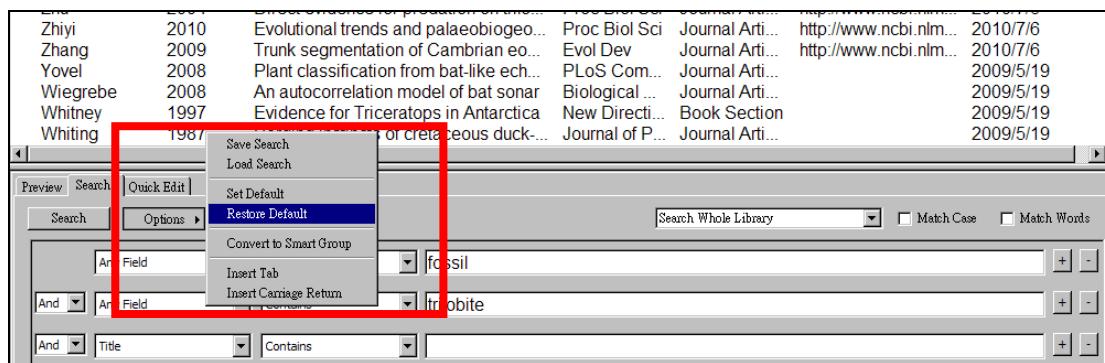 Zhiyi 2010 Evolutional trends and palaeobiogeo... Proc Biol Sci Journal Arti... http://www.ncbi.nlm... 2010/7/6
Zhang 2009 Trunk segmentation of Cambrian eo... Evol Dev Journal Arti... http://www.ncbi.nlm... 2010/7/6
Yovel 2008 Plant classification from bat-like ech... PLoS Com... Journal Arti... 2009/5/19
Wiegrebe 2008 An autocorrelation model of bat sonar Biological ... Journal Arti... 2009/5/19
Whitney 1997 Evidence for Triceratops in Antarctica New Directi... Book Section 2009/5/19
Whiting 1987 of cretaceous duck-... Journal of P... Journal Arti... 2009/5/19
Save Search
Load Search
Preview Search Quick Edit
Set Default
Search Options Restore Default Search Whole Library Match Case Match Words
Convert to Smart Group
Any Field fossil + -
Insert Tab
Insert Carriage Return
And Any Field Contains trilobite + -
And Title Contains + -